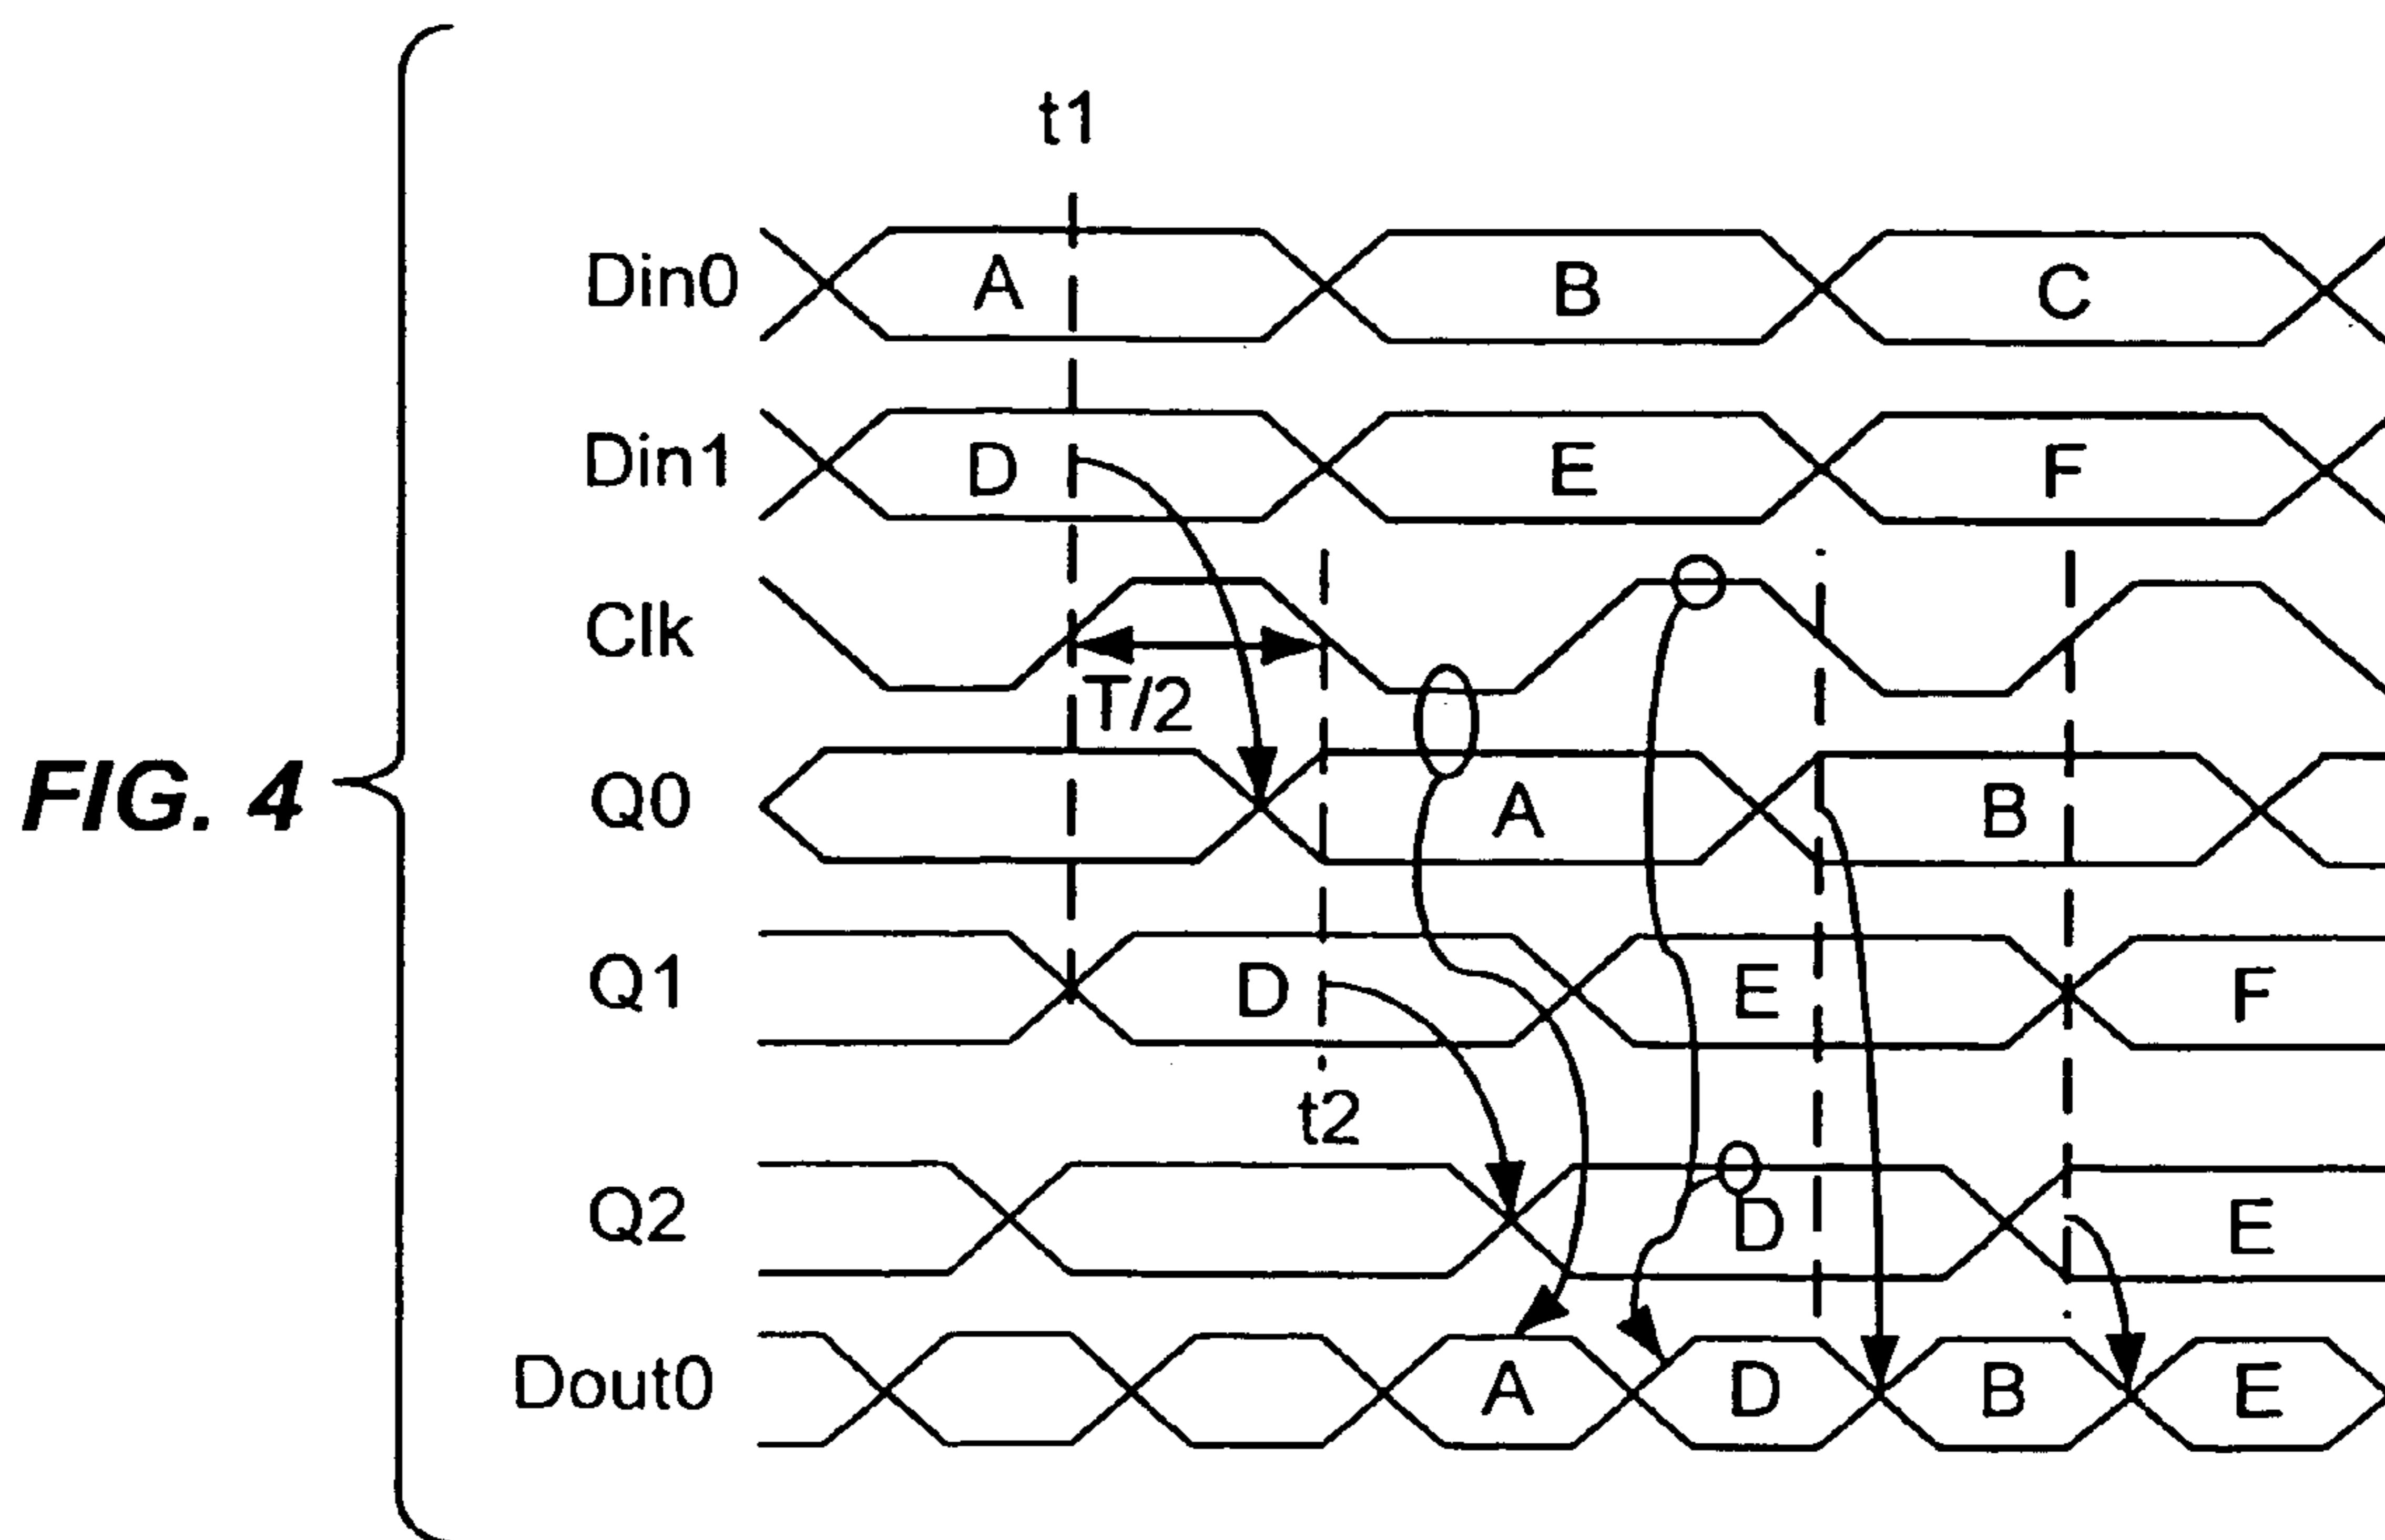 t1
Din0 A B C
Din1 D E F
Clk
T/2
FIG. 4
Q0 A B
Q1 D E F
t2
Q2 D E
Dout0 A D B E